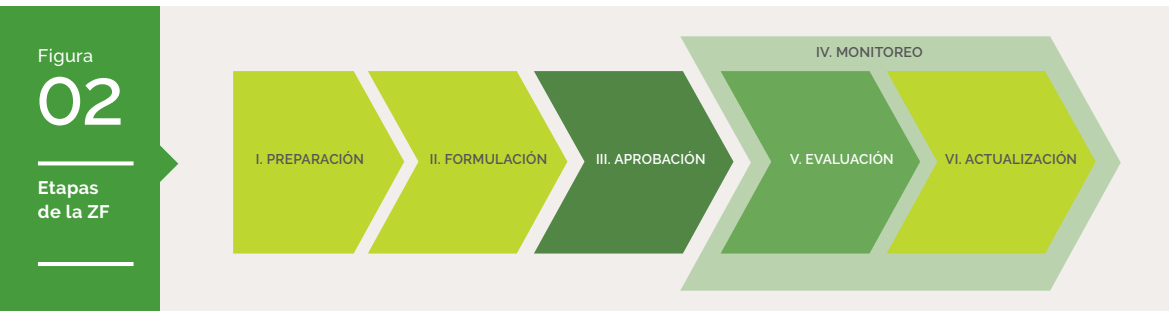 Figura
02
Etapas
de la ZF
IV. MONITOREO
I. PREPARACIÓN
II. FORMULACIÓN
III. APROBACIÓN
V. EVALUACIÓN
VI. ACTUALIZACIÓN